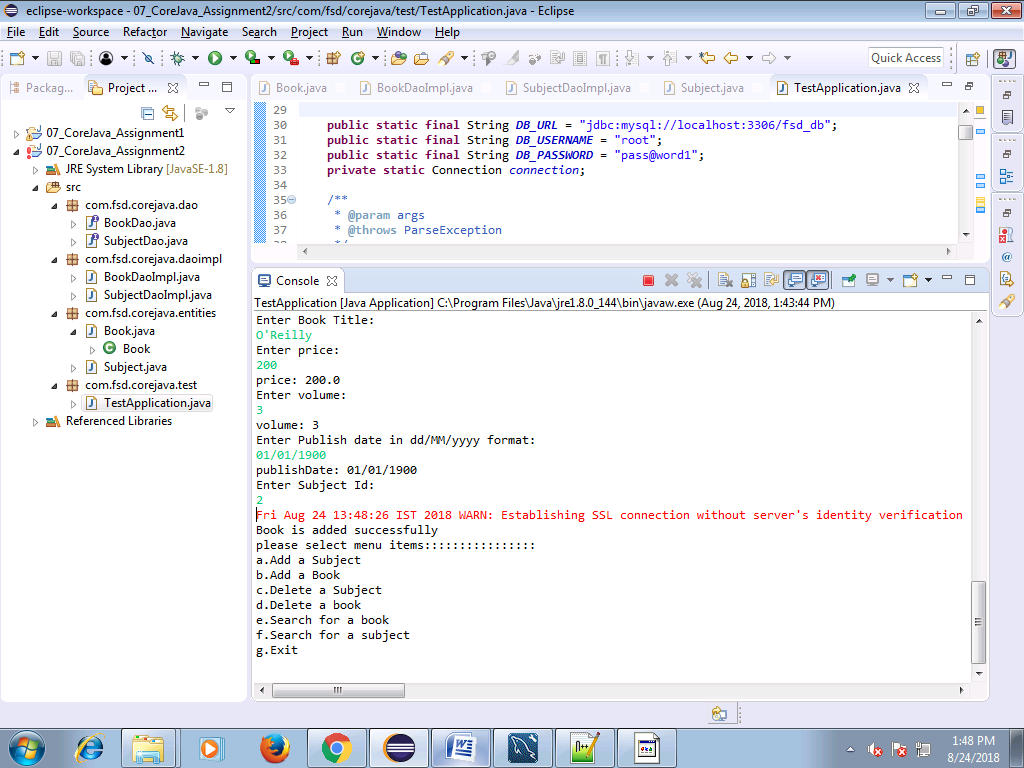 eclipse-workspace - 07_CoreJava_Assignment2/src/com/fsd/corejava/test/TestApplication.java - Eclipse
File Edit Source Refactor Navigate Search Project Run Window Help
Quick Access
Packag... Project ...
07_CoreJava_Assignment1
07_CoreJava_Assignment2
JRE System Library [JavaSE-1.8]
src
com.fsd.corejava.dao
BookDao.java
SubjectDao.java
com.fsd.corejava.daoimpl
BookDaoImpl.java
SubjectDaoImpl.java
com.fsd.corejava.entities
Book.java
Book
Subject.java
com.fsd.corejava.test
TestApplication.java
Referenced Libraries
Book.java BookDaoImpl.java SubjectDaoImpl.java Subject.java TestApplication.java
29
30 public static final String DB_URL = "jdbc:mysql://localhost:3306/fsd_db";
31 public static final String DB_USERNAME = "root";
32 public static final String DB_PASSWORD = "pass@word1";
33 private static Connection connection;
34
35 /**
36 * @param args
37 * @throws ParseException
38 */
Console
TestApplication [Java Application] C:\Program Files\Java\jre1.8.0_144\bin\javaw.exe (Aug 24, 2018, 1:43:44 PM)
Enter Book Title:
O'Reilly
Enter price:
200
price: 200.0
Enter volume:
3
volume: 3
Enter Publish date in dd/MM/yyyy format:
01/01/1900
publishDate: 01/01/1900
Enter Subject Id:
2
Fri Aug 24 13:48:26 IST 2018 WARN: Establishing SSL connection without server's identity verification
Book is added successfully
please select menu items::::::::::::::::
a.Add a Subject
b.Add a Book
c.Delete a Subject
d.Delete a book
e.Search for a book
f.Search for a subject
g.Exit
1:48 PM
8/24/2018